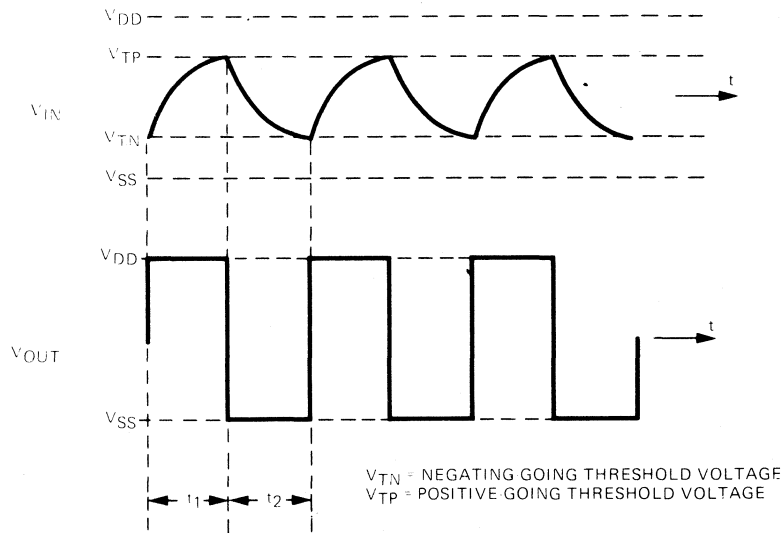 VDD
VTP
t
VIN
VTN
VSS
VDD
t
VOUT
VSS
t1 t2
VTN = NEGATING GOING THRESHOLD VOLTAGE
VTP = POSITIVE-GOING THRESHOLD VOLTAGE